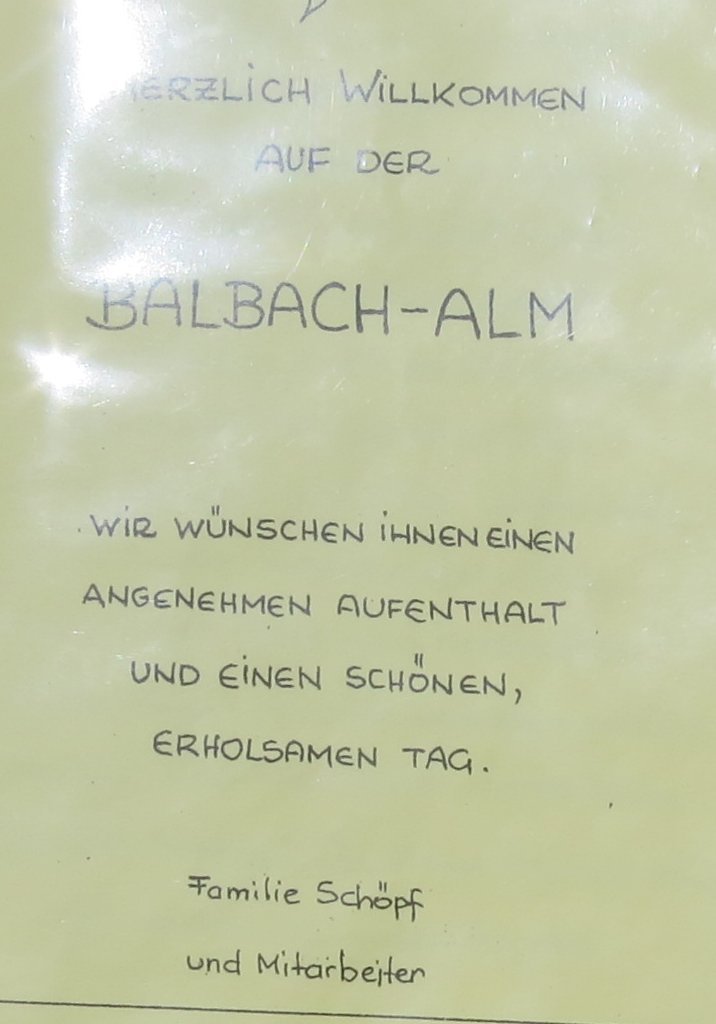 HERZLICH WILLKOMMEN
AUF DER
BALBACH-ALM
WIR WÜNSCHEN IHNEN EINEN
ANGENEHMEN AUFENTHALT
UND EINEN SCHÖNEN,
ERHOLSAMEN TAG.
Familie Schöpf
und Mitarbeiter